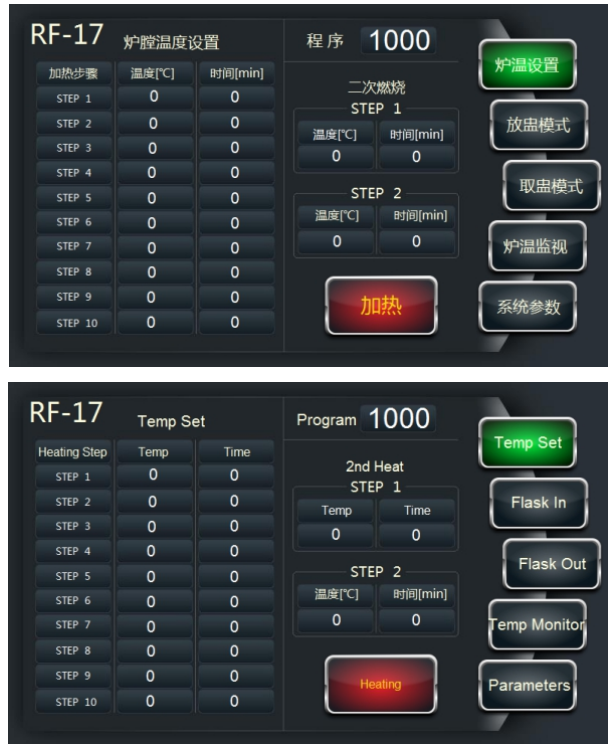 RF-17 炉膛温度设置 程序 1000
加热步骤 温度[℃] 时间[min]
STEP 1 0 0
STEP 2 0 0
STEP 3 0 0
STEP 4 0 0
STEP 5 0 0
STEP 6 0 0
STEP 7 0 0
STEP 8 0 0
STEP 9 0 0
STEP 10 0 0
二次燃烧
STEP 1
温度[℃] 时间[min]
0 0
STEP 2
温度[℃] 时间[min]
0 0
加热
炉温设置
放盅模式
取盅模式
炉温监视
系统参数
RF-17 Temp Set Program 1000
Heating Step Temp Time
STEP 1 0 0
STEP 2 0 0
STEP 3 0 0
STEP 4 0 0
STEP 5 0 0
STEP 6 0 0
STEP 7 0 0
STEP 8 0 0
STEP 9 0 0
STEP 10 0 0
2nd Heat
STEP 1
Temp Time
0 0
STEP 2
温度[℃] 时间[min]
0 0
Heating
Temp Set
Flask In
Flask Out
Temp Monitor
Parameters